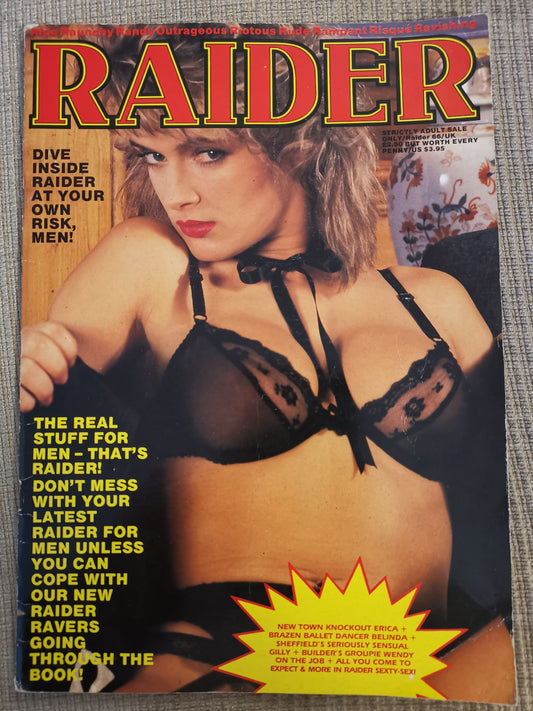 Ripe Raunchy Randy Outrageous Riotous Rude Rampant Risqué Ravishing
RAIDER
STRICTLY ADULT SALE
ONLY/Raider 66/UK
£2.50 BUT WORTH EVERY
PENNY/US $3.95
DIVE
INSIDE
RAIDER
AT YOUR
OWN
RISK,
MEN!
THE REAL
STUFF FOR
MEN – THAT'S
RAIDER!
DON'T MESS
WITH YOUR
LATEST
RAIDER FOR
MEN UNLESS
YOU CAN
COPE WITH
OUR NEW
RAIDER
RAVERS
GOING
THROUGH THE
BOOK!
NEW TOWN KNOCKOUT ERICA +
BRAZEN BALLET DANCER BELINDA +
SHEFFIELD'S SERIOUSLY SENSUAL
GILLY + BUILDER'S GROUPIE WENDY
ON THE JOB + ALL YOU COME TO
EXPECT & MORE IN RAIDER SEXTY-SEX!